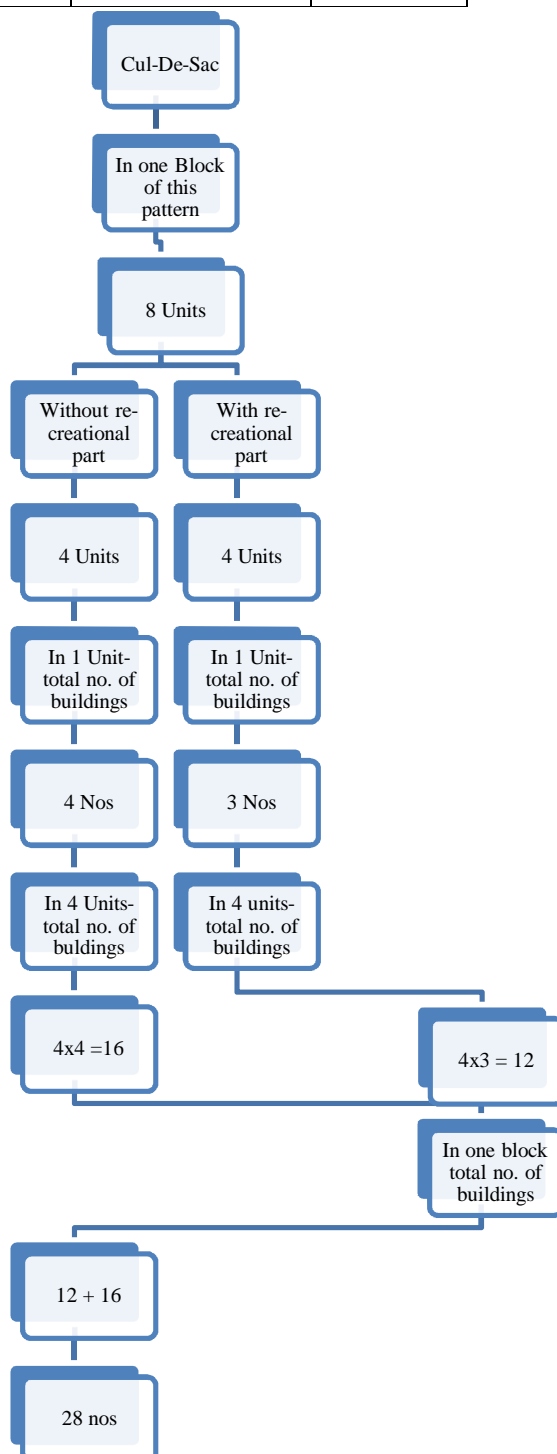 Cul-De-Sac
In one Block
of this
pattern
8 Units
Without re-
creational
part
With re-
creational
part
4 Units
4 Units
In 1 Unit-
total no. of
buildings
In 1 Unit-
total no. of
buildings
4 Nos
3 Nos
In 4 Units-
total no. of
buldings
In 4 units-
total no. of
buildings
4x4 =16
4x3 = 12
In one block
total no. of
buildings
12 + 16
28 nos